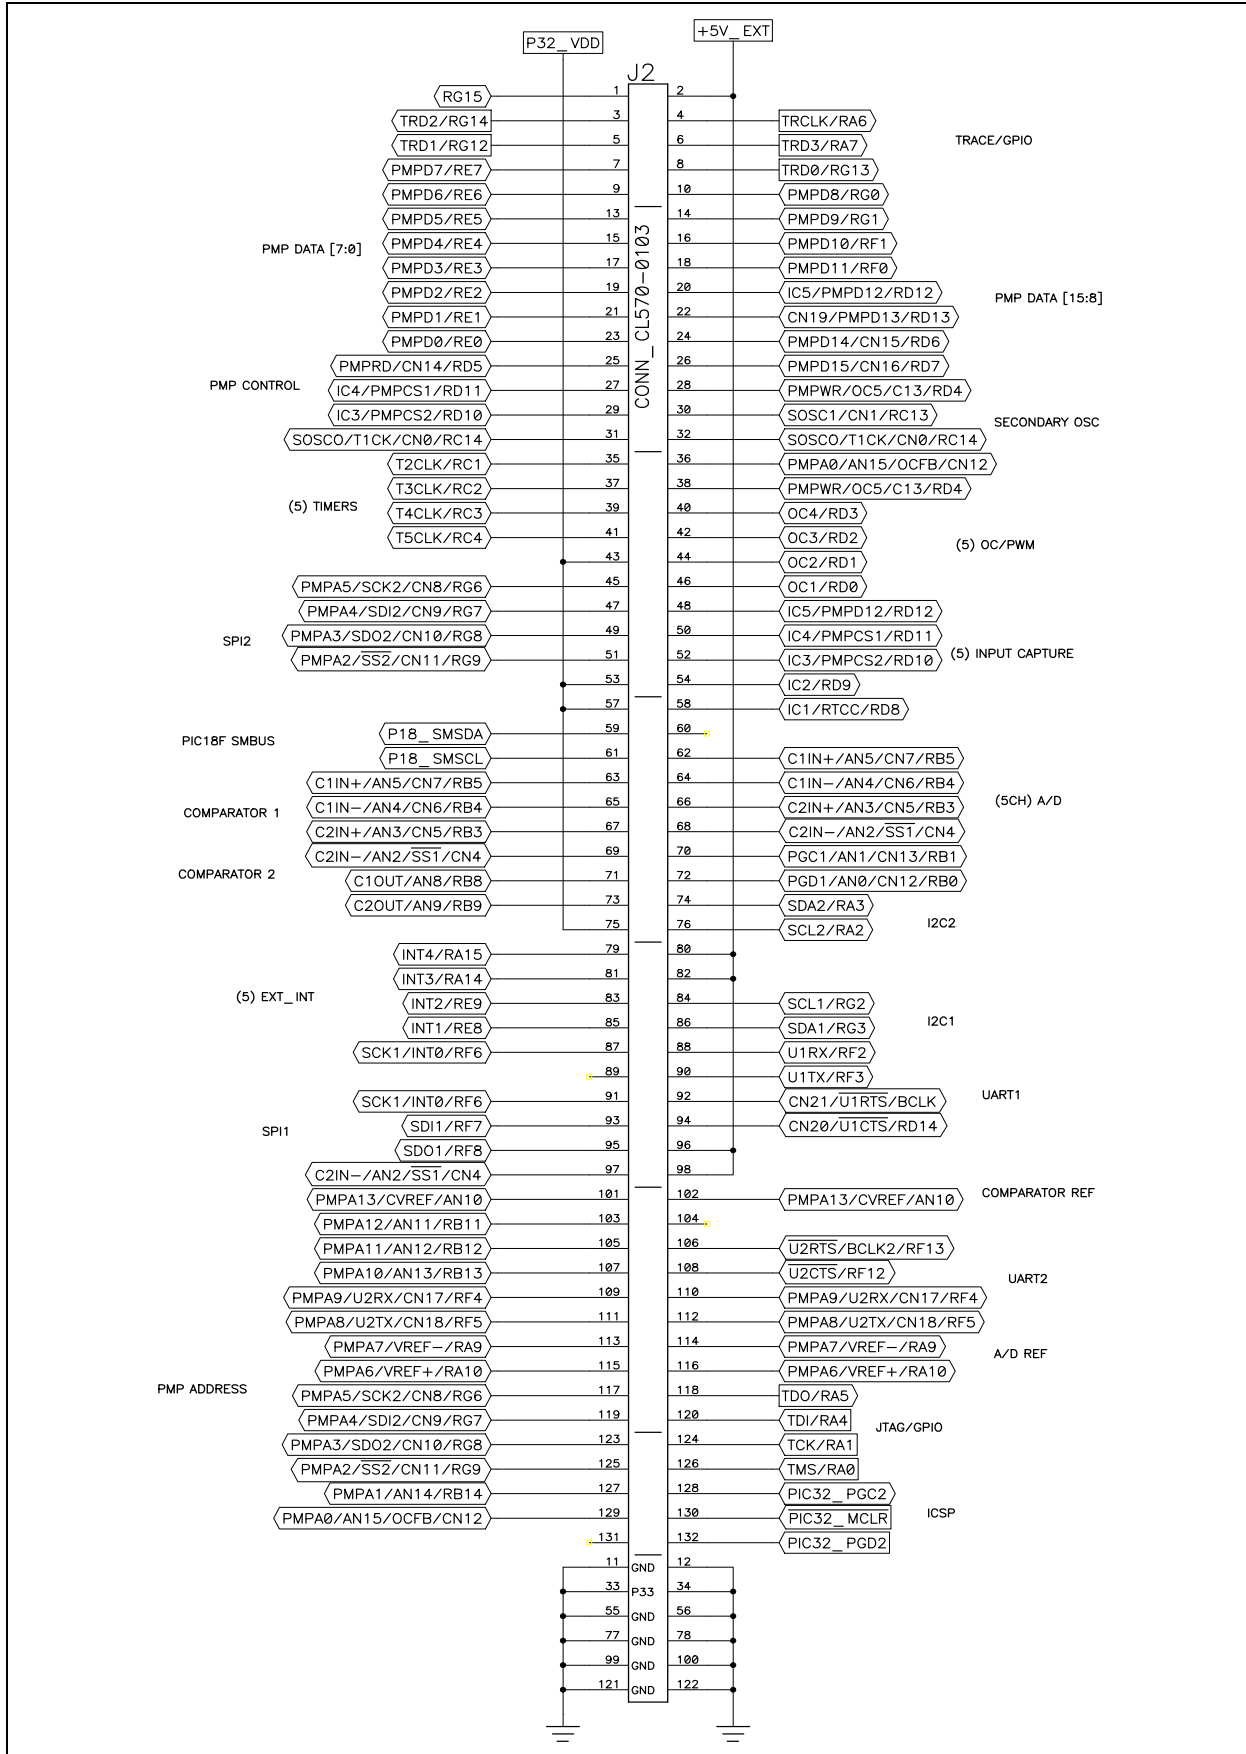 P32_VDD
+5V_EXT
J2
CONN_CL570-0103
RG15 1 2
TRD2/RG14 3 4 TRCLK/RA6
TRD1/RG12 5 6 TRD3/RA7
TRACE/GPIO
PMPD7/RE7 7 8 TRD0/RG13
PMPD6/RE6 9 10 PMPD8/RG0
PMPD5/RE5 13 14 PMPD9/RG1
PMP DATA [7:0]
PMPD4/RE4 15 16 PMPD10/RF1
PMPD3/RE3 17 18 PMPD11/RF0
PMPD2/RE2 19 20 IC5/PMPD12/RD12
PMP DATA [15:8]
PMPD1/RE1 21 22 CN19/PMPD13/RD13
PMPD0/RE0 23 24 PMPD14/CN15/RD6
PMPRD/CN14/RD5 25 26 PMPD15/CN16/RD7
PMP CONTROL
IC4/PMPCS1/RD11 27 28 PMPWR/OC5/C13/RD4
IC3/PMPCS2/RD10 29 30 SOSC1/CN1/RC13
SECONDARY OSC
SOSCO/T1CK/CN0/RC14 31 32 SOSCO/T1CK/CN0/RC14
T2CLK/RC1 35 36 PMPA0/AN15/OCFB/CN12
T3CLK/RC2 37 38 PMPWR/OC5/C13/RD4
(5) TIMERS
T4CLK/RC3 39 40 OC4/RD3
T5CLK/RC4 41 42 OC3/RD2
(5) OC/PWM
43 44 OC2/RD1
PMPA5/SCK2/CN8/RG6 45 46 OC1/RD0
PMPA4/SDI2/CN9/RG7 47 48 IC5/PMPD12/RD12
SPI2
PMPA3/SDO2/CN10/RG8 49 50 IC4/PMPCS1/RD11
PMPA2/SS2/CN11/RG9 51 52 IC3/PMPCS2/RD10
(5) INPUT CAPTURE
53 54 IC2/RD9
57 58 IC1/RTCC/RD8
PIC18F SMBUS
P18_SMSDA 59 60
P18_SMSCL 61 62 C1IN+/AN5/CN7/RB5
C1IN+/AN5/CN7/RB5 63 64 C1IN-/AN4/CN6/RB4
(5CH) A/D
COMPARATOR 1
C1IN-/AN4/CN6/RB4 65 66 C2IN+/AN3/CN5/RB3
C2IN+/AN3/CN5/RB3 67 68 C2IN-/AN2/SS1/CN4
C2IN-/AN2/SS1/CN4 69 70 PGC1/AN1/CN13/RB1
COMPARATOR 2
C1OUT/AN8/RB8 71 72 PGD1/AN0/CN12/RB0
C2OUT/AN9/RB9 73 74 SDA2/RA3
I2C2
75 76 SCL2/RA2
INT4/RA15 79 80
INT3/RA14 81 82
(5) EXT_INT
INT2/RE9 83 84 SCL1/RG2
I2C1
INT1/RE8 85 86 SDA1/RG3
SCK1/INT0/RF6 87 88 U1RX/RF2
89 90 U1TX/RF3
UART1
SCK1/INT0/RF6 91 92 CN21/U1RTS/BCLK
SPI1
SDI1/RF7 93 94 CN20/U1CTS/RD14
SDO1/RF8 95 96
C2IN-/AN2/SS1/CN4 97 98
PMPA13/CVREF/AN10 101 102 PMPA13/CVREF/AN10
COMPARATOR REF
PMPA12/AN11/RB11 103 104
PMPA11/AN12/RB12 105 106 U2RTS/BCLK2/RF13
PMPA10/AN13/RB13 107 108 U2CTS/RF12
UART2
PMPA9/U2RX/CN17/RF4 109 110 PMPA9/U2RX/CN17/RF4
PMPA8/U2TX/CN18/RF5 111 112 PMPA8/U2TX/CN18/RF5
PMPA7/VREF-/RA9 113 114 PMPA7/VREF-/RA9
A/D REF
PMPA6/VREF+/RA10 115 116 PMPA6/VREF+/RA10
PMP ADDRESS
PMPA5/SCK2/CN8/RG6 117 118 TDO/RA5
PMPA4/SDI2/CN9/RG7 119 120 TDI/RA4
JTAG/GPIO
PMPA3/SDO2/CN10/RG8 123 124 TCK/RA1
PMPA2/SS2/CN11/RG9 125 126 TMS/RA0
PMPA1/AN14/RB14 127 128 PIC32_PGC2
ICSP
PMPA0/AN15/OCFB/CN12 129 130 PIC32_MCLR
131 132 PIC32_PGD2
11 GND 12
33 P33 34
55 GND 56
77 GND 78
99 GND 100
121 GND 122